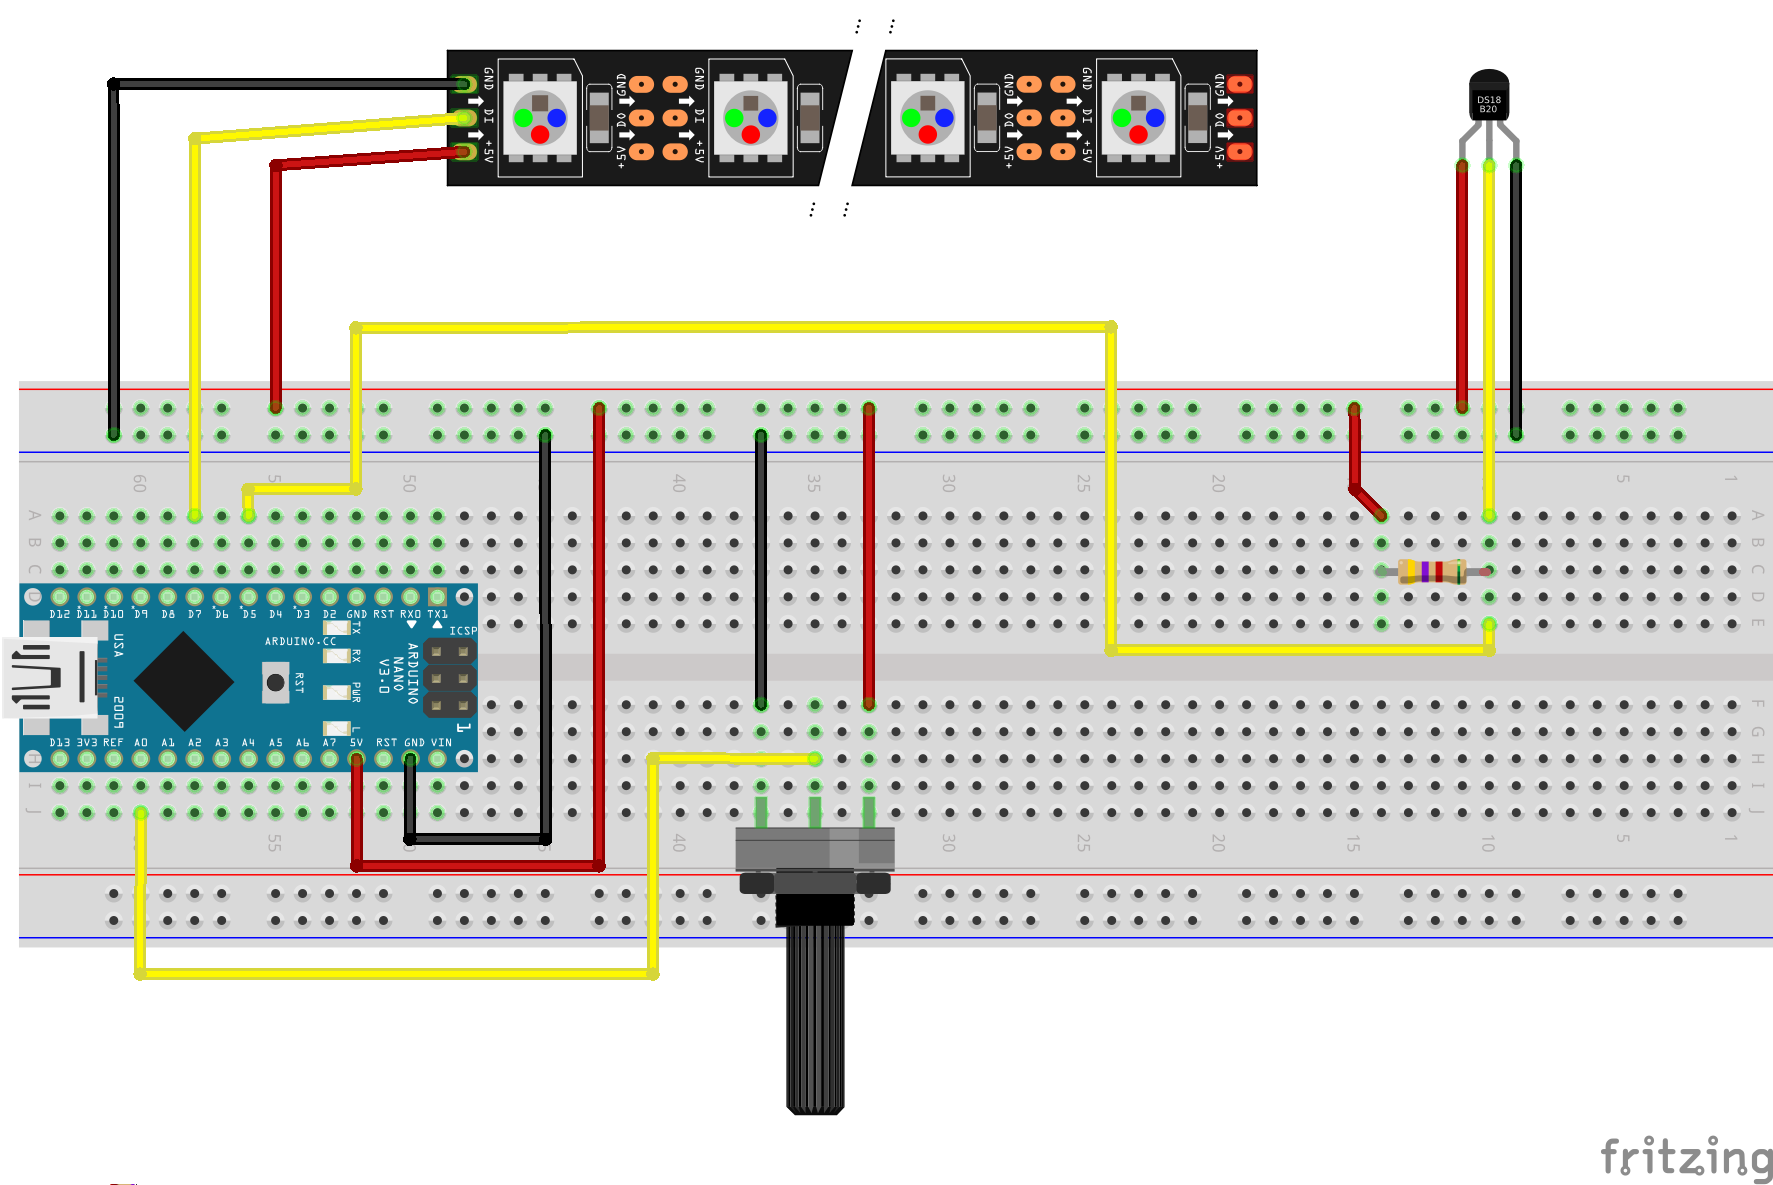 GND DI +5V
GND DO +5V
GND DI +5V
GND DO +5V
GND DI +5V
GND DO +5V
DS18
B20
60 50 40 35 30 25 20 15 10 5 1
A A
B B
C C
D D
E E
F F
G G
H H
I I
J J
D12 D11 D10 D9 D8 D7 D6 D5 D4 D3 D2 GND RST RX0 TX1
TX
RX
PWR
L
ICSP
1
ARDUINO.CC
USA
2009
RST
ARDUINO
NANO
V3.0
D13 3V3 REF A0 A1 A2 A3 A4 A5 A6 A7 5V RST GND VIN
55 40 30 25 20 15 10 5 1
fritzing